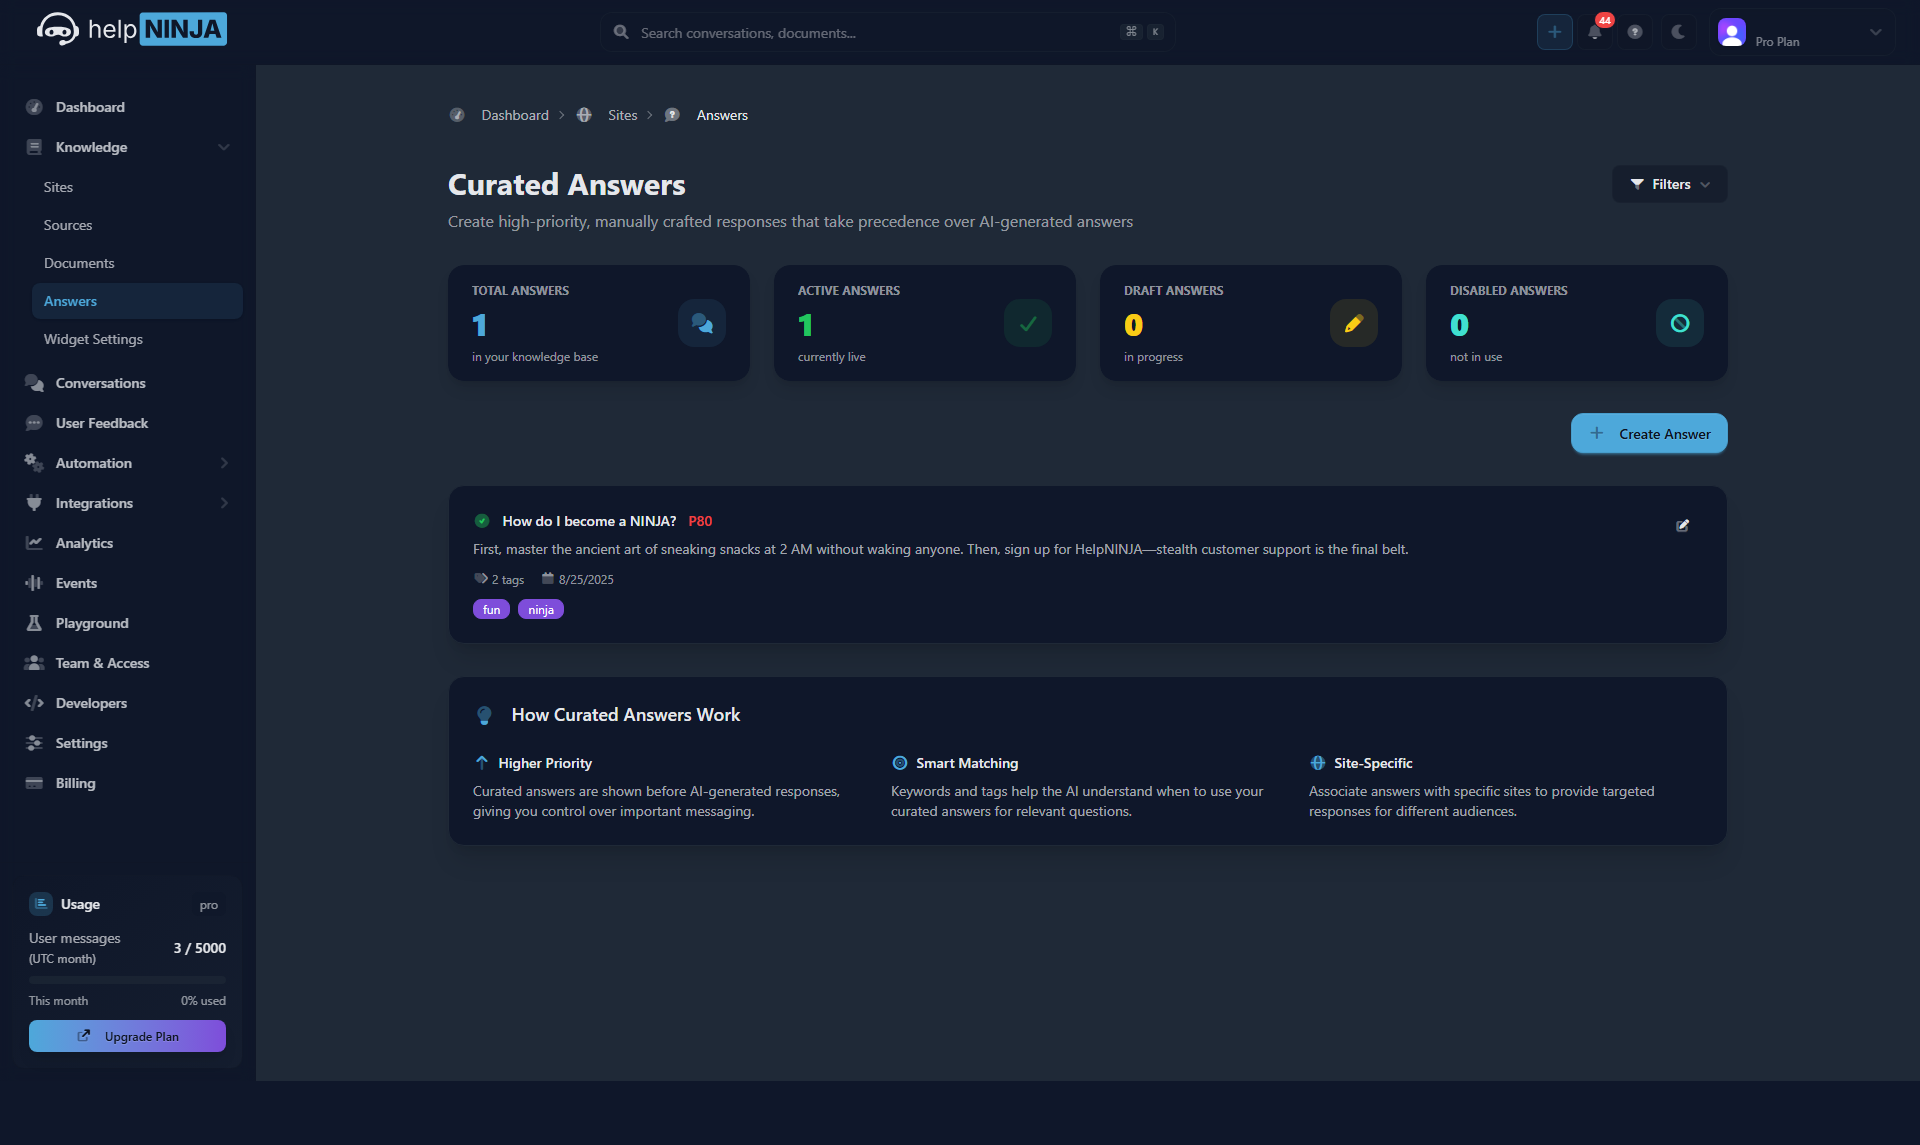 help NINJA
Search conversations, documents...
⌘ K
44
Pro Plan
Dashboard
Knowledge
Sites
Sources
Documents
Answers
Widget Settings
Conversations
User Feedback
Automation
Integrations
Analytics
Events
Playground
Team & Access
Developers
Settings
Billing
Usage
pro
User messages
(UTC month)
3 / 5000
This month
0% used
Upgrade Plan
Dashboard > Sites > Answers
Curated Answers
Filters
Create high-priority, manually crafted responses that take precedence over AI-generated answers
TOTAL ANSWERS
1
in your knowledge base
ACTIVE ANSWERS
1
currently live
DRAFT ANSWERS
0
in progress
DISABLED ANSWERS
0
not in use
Create Answer
How do I become a NINJA? P80
First, master the ancient art of sneaking snacks at 2 AM without waking anyone. Then, sign up for HelpNINJA—stealth customer support is the final belt.
2 tags 8/25/2025
fun ninja
How Curated Answers Work
Higher Priority
Curated answers are shown before AI-generated responses,
giving you control over important messaging.
Smart Matching
Keywords and tags help the AI understand when to use your
curated answers for relevant questions.
Site-Specific
Associate answers with specific sites to provide targeted
responses for different audiences.